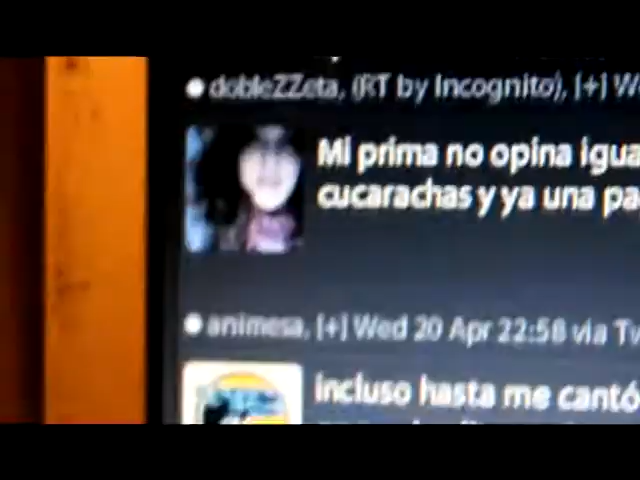 dobleZZeta, (RT by Incognito), [+] We
Mi prima no opina igua
cucarachas y ya una pa
animesa, [+] Wed 20 Apr 22:58 via Tw
incluso hasta me cantó